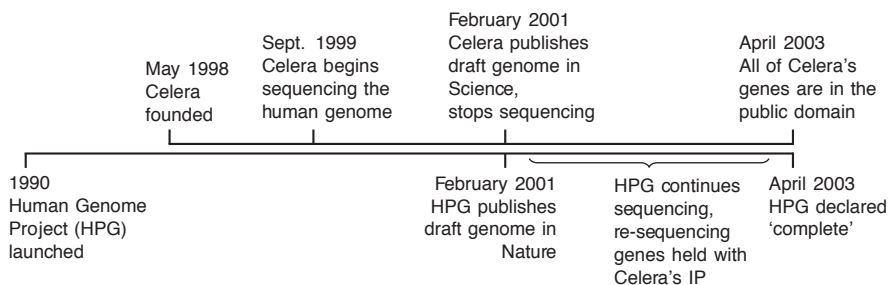 May 1998
Celera
founded
Sept. 1999
Celera begins
sequencing the
human genome
February 2001
Celera publishes
draft genome in
Science,
stops sequencing
April 2003
All of Celera's
genes are in the
public domain
1990
Human Genome
Project (HPG)
launched
February 2001
HPG publishes
draft genome in
Nature
HPG continues
sequencing,
re-sequencing
genes held with
Celera's IP
April 2003
HPG declared
'complete'